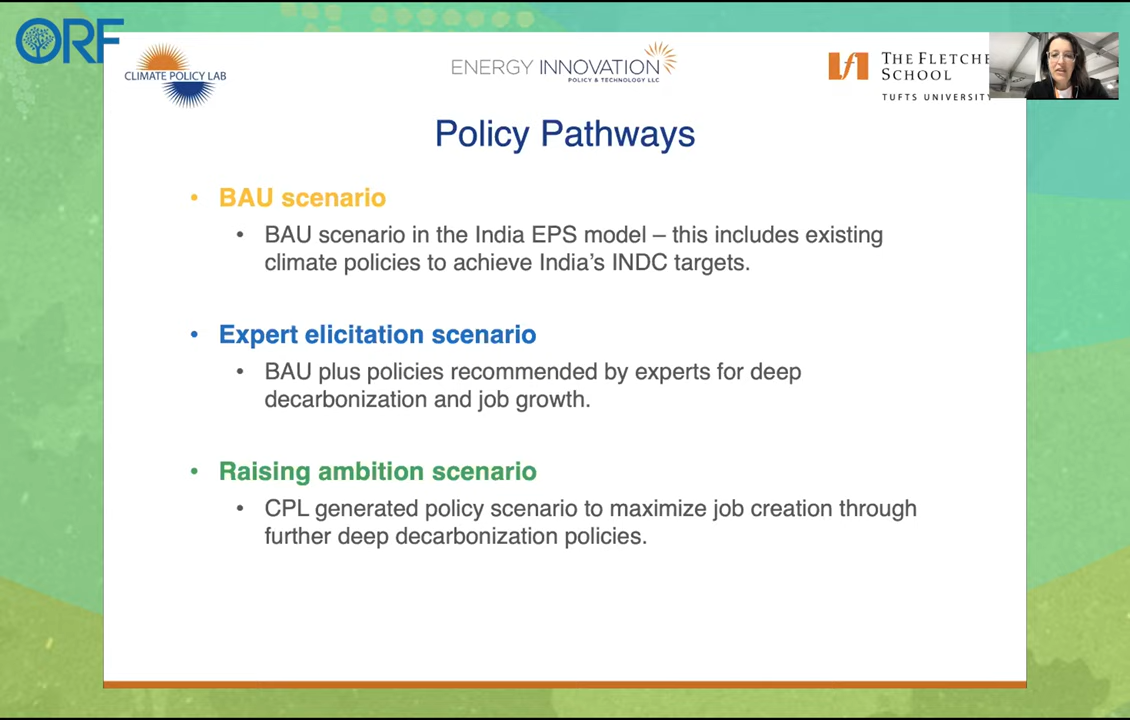 ORF
CLIMATE POLICY LAB
ENERGY INNOVATION
POLICY & TECHNOLOGY LLC
THE FLETCHE
SCHOOL
TUFTS UNIVERSITY
Policy Pathways
• BAU scenario
• BAU scenario in the India EPS model – this includes existing
climate policies to achieve India’s INDC targets.
• Expert elicitation scenario
• BAU plus policies recommended by experts for deep
decarbonization and job growth.
• Raising ambition scenario
• CPL generated policy scenario to maximize job creation through
further deep decarbonization policies.